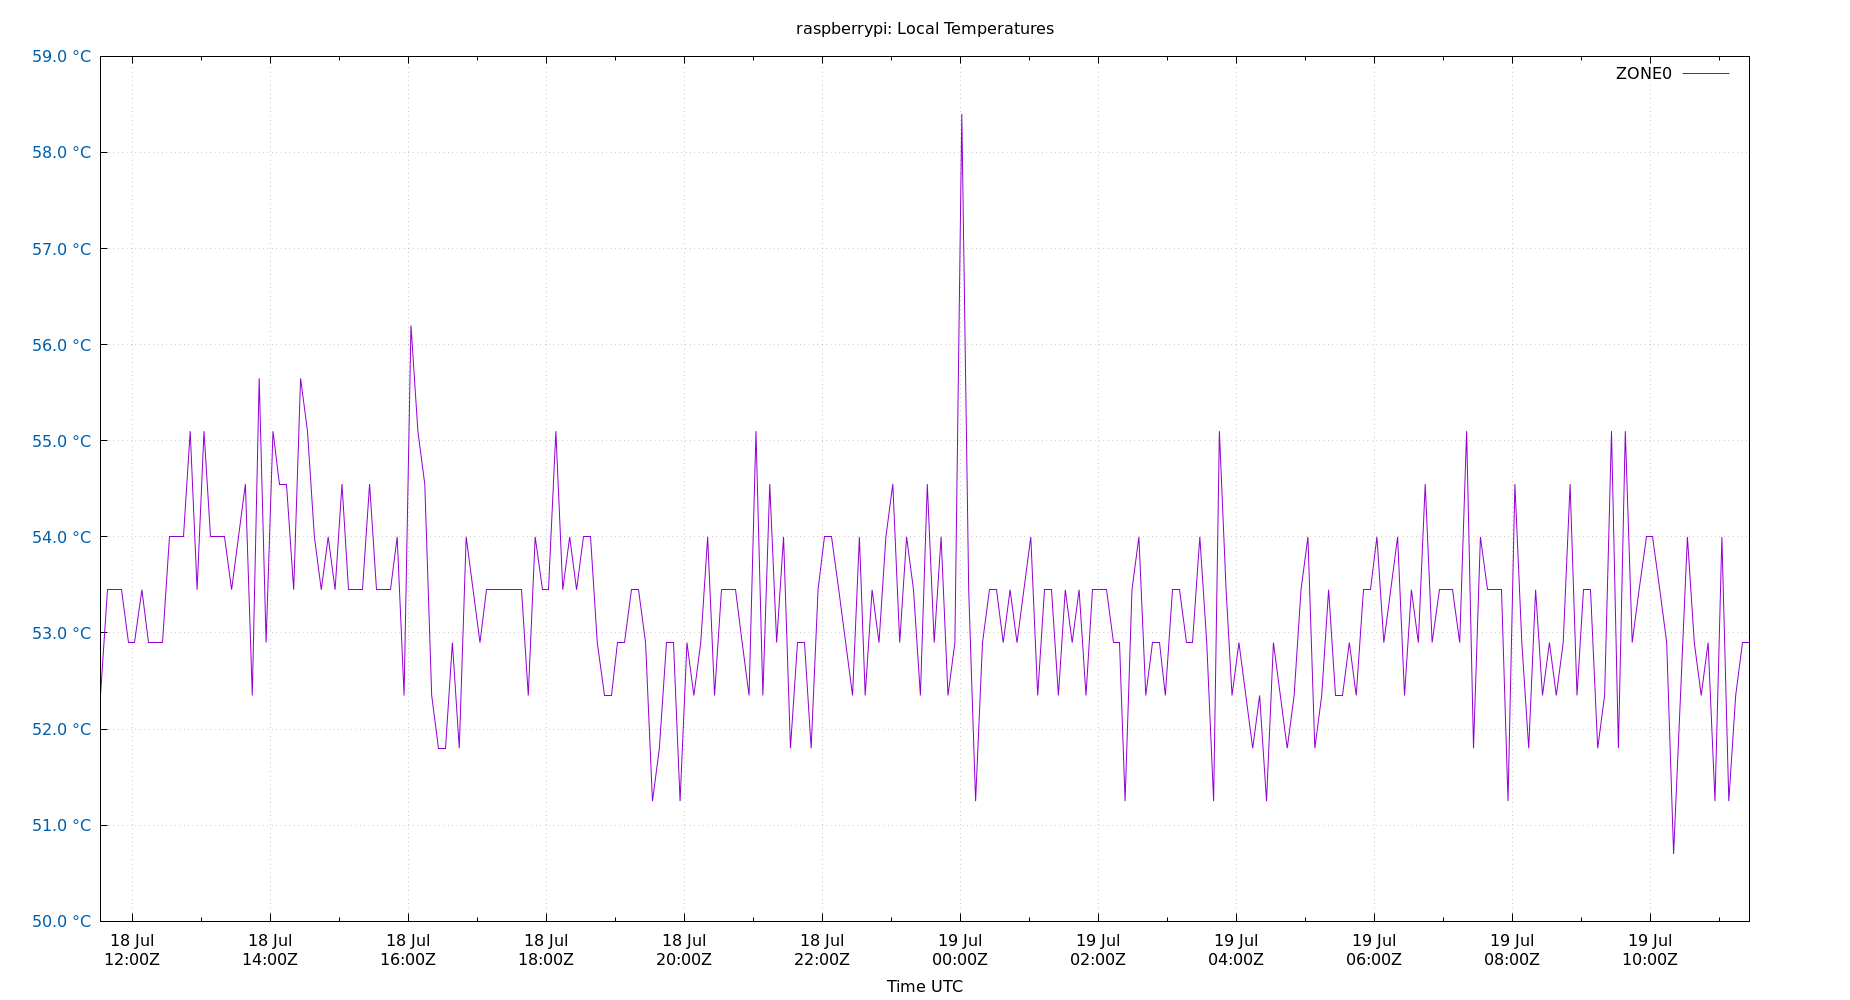 raspberrypi: Local Temperatures
59.0 °C
ZONE0
58.0 °C
57.0 °C
56.0 °C
55.0 °C
54.0 °C
53.0 °C
52.0 °C
51.0 °C
50.0 °C
18 Jul 18 Jul 18 Jul 18 Jul 18 Jul 18 Jul 19 Jul 19 Jul 19 Jul 19 Jul 19 Jul 19 Jul
12:00Z 14:00Z 16:00Z 18:00Z 20:00Z 22:00Z 00:00Z 02:00Z 04:00Z 06:00Z 08:00Z 10:00Z
Time UTC